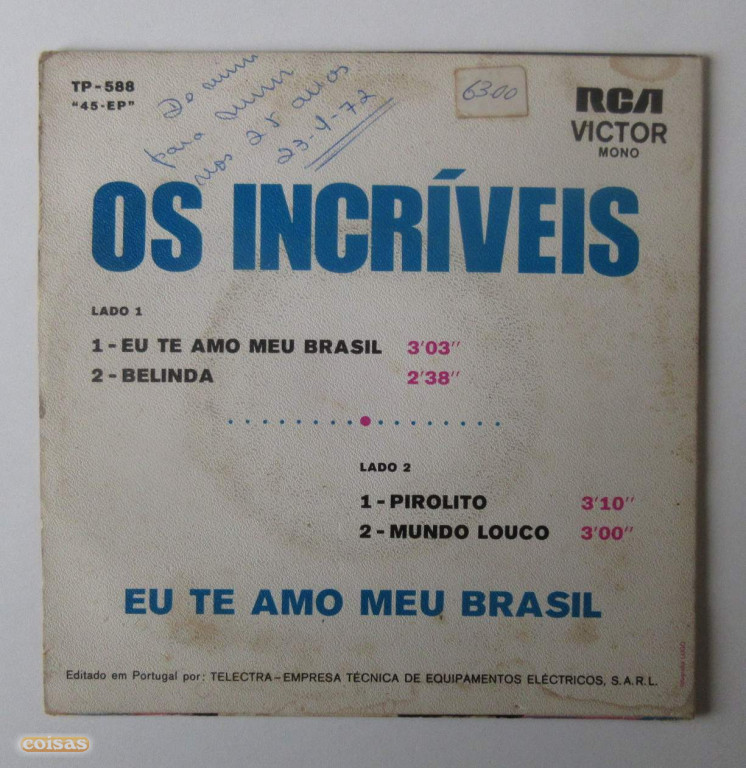 TP-588
"45-EP"
De mim
para mim
nos 25 anos
23-4-72
6300
RCA
VICTOR
MONO
OS INCRÍVEIS
LADO 1
1-EU TE AMO MEU BRASIL 3'03''
2-BELINDA 2'38''
LADO 2
1-PIROLITO 3'10''
2-MUNDO LOUCO 3'00''
EU TE AMO MEU BRASIL
Editado em Portugal por: TELECTRA-EMPRESA TÉCNICA DE EQUIPAMENTOS ELÉCTRICOS, S.A.R.L.
coisas